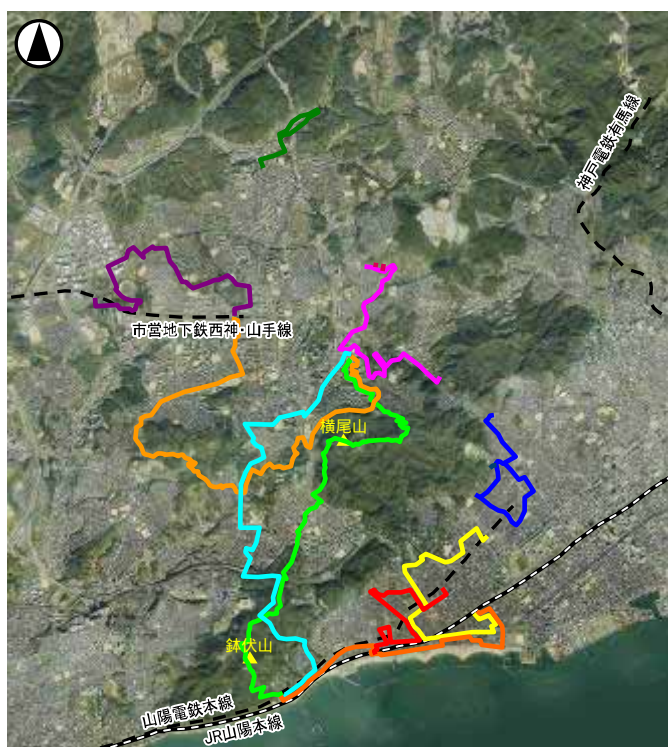 神戸電鉄有馬線
市営地下鉄西神・山手線
横尾山
鉢伏山
山陽電鉄本線
JR山陽本線